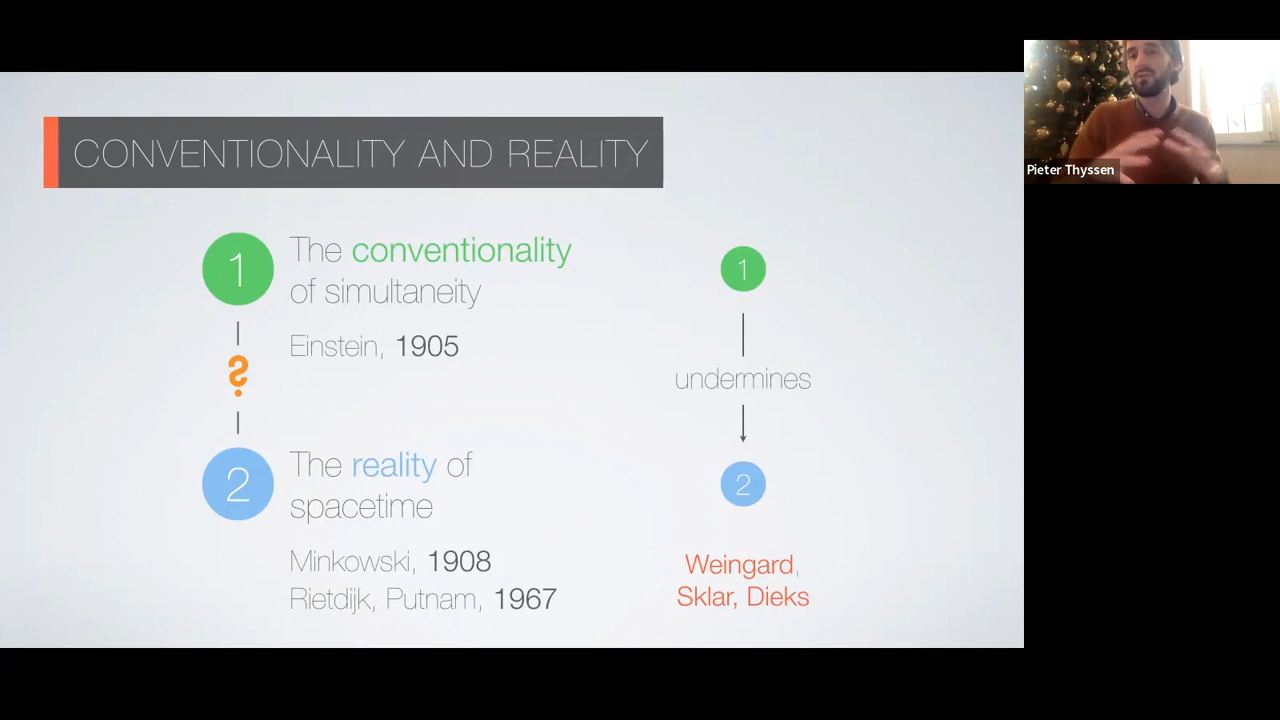 CONVENTIONALITY AND REALITY
1
The conventionality
of simultaneity
Einstein, 1905
?
2
The reality of
spacetime
Minkowski, 1908
Rietdijk, Putnam, 1967
1
undermines
2
Weingard,
Sklar, Dieks
Pieter Thyssen